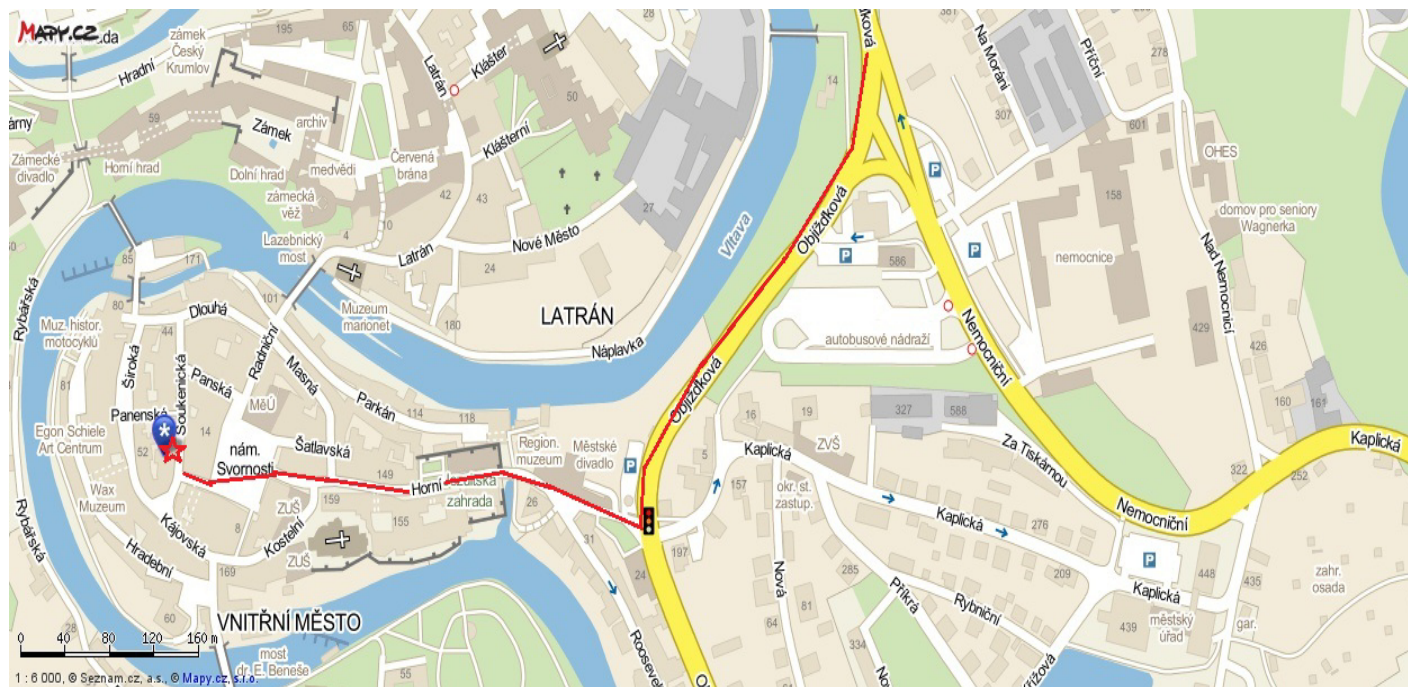 MAPY.CZ
zámek
Český
Krumlov
Hradní
195
65
28
Latrán
Klášter
50
59
Zámek
archiv
Zámecké
divadlo
Horní hrad
Dolní hrad
medvědi
Červená
brána
Klášterní
zámecká
věž
42
43
10
4
Lazebnický
most
Latrán
Nové Město
24
27
Vltava
85
171
80
101
Dlouhá
Muzeum
marionet
180
LATRÁN
Náplavka
Rybářská
Muz. histor.
motocyklů
44
Široká
Soukenická
Radniční
Panská
Masná
Parkán
114
118
81
MěÚ
Panenská
14
52
Egon Schiele
Art Centrum
nám.
Svornosti
Šatlavská
149
Horní
zahrada
Region.
muzeum
Městské
divadlo
26
Wax
Muzeum
ZUŠ
159
155
8
Kájovská
Kostelní
ZUŠ
169
Hradební
60
Rybářská
VNITŘNÍ MĚSTO
most
dr. E. Beneše
55
31
24
197
Objížďková
14
Objížďková
Objížďková
P
P
P
P
586
autobusové nádraží
Nemocniční
Nemocniční
381
Na Moráni
307
Příční
278
601
OHES
158
domov pro seniory
Wagnerka
nemocnice
Nad Nemocnicí
429
426
160
161
322
252
Kaplická
16
19
ZVŠ
327
588
Za Tiskárnou
5
157
Kaplická
okr. st.
zastup.
Kaplická
276
209
Nová
64
81
285
Příkrá
Rybniční
334
P
Kaplická
448
435
439
městský
úřad
gar.
zahr.
osada
0 40 80 120 160 m
1 : 6 000, © Seznam.cz, a.s., © Mapy.cz, s.r.o.